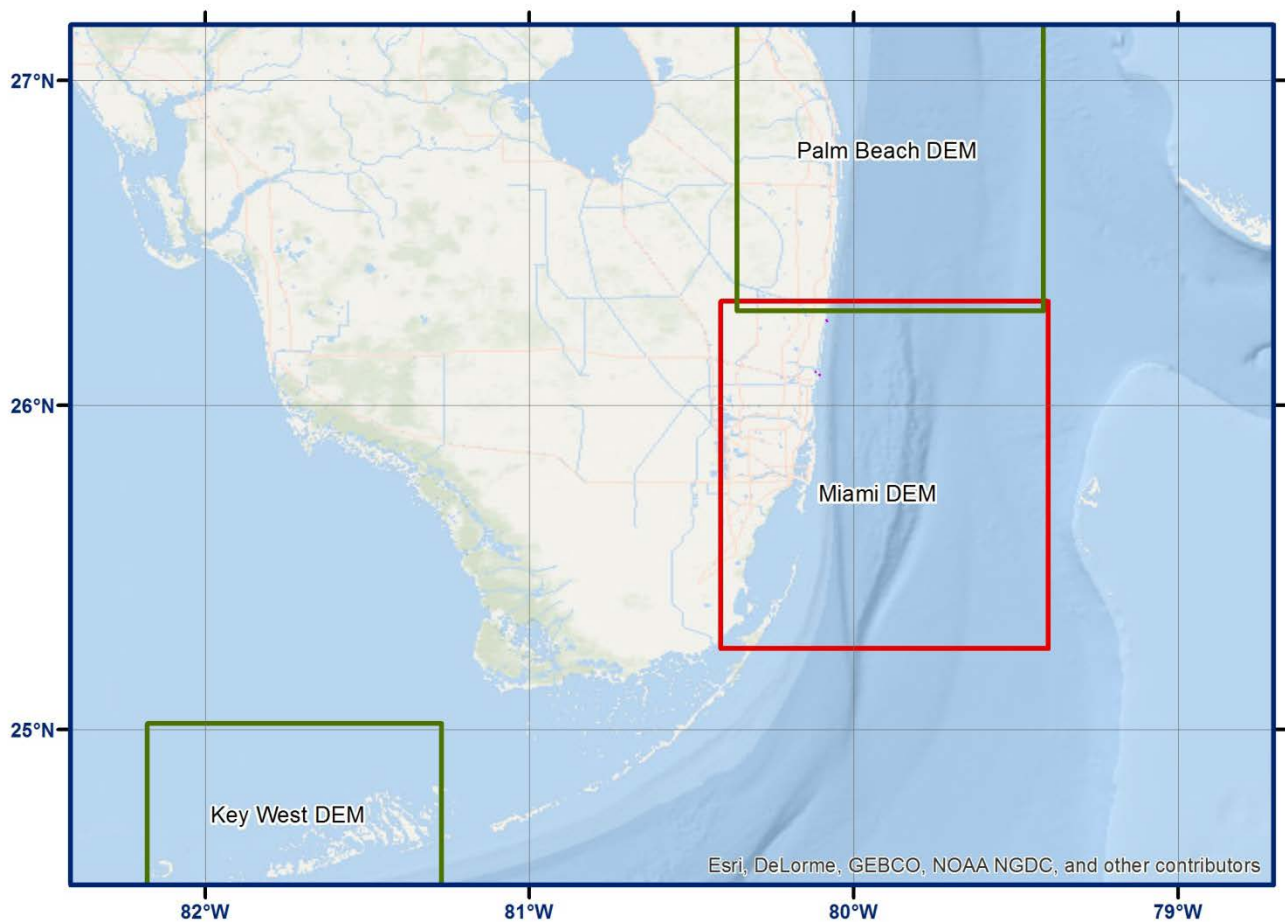 27°N
Palm Beach DEM
26°N
Miami DEM
25°N
Key West DEM
Esri, DeLorme, GEBCO, NOAA NGDC, and other contributors
82°W
81°W
80°W
79°W